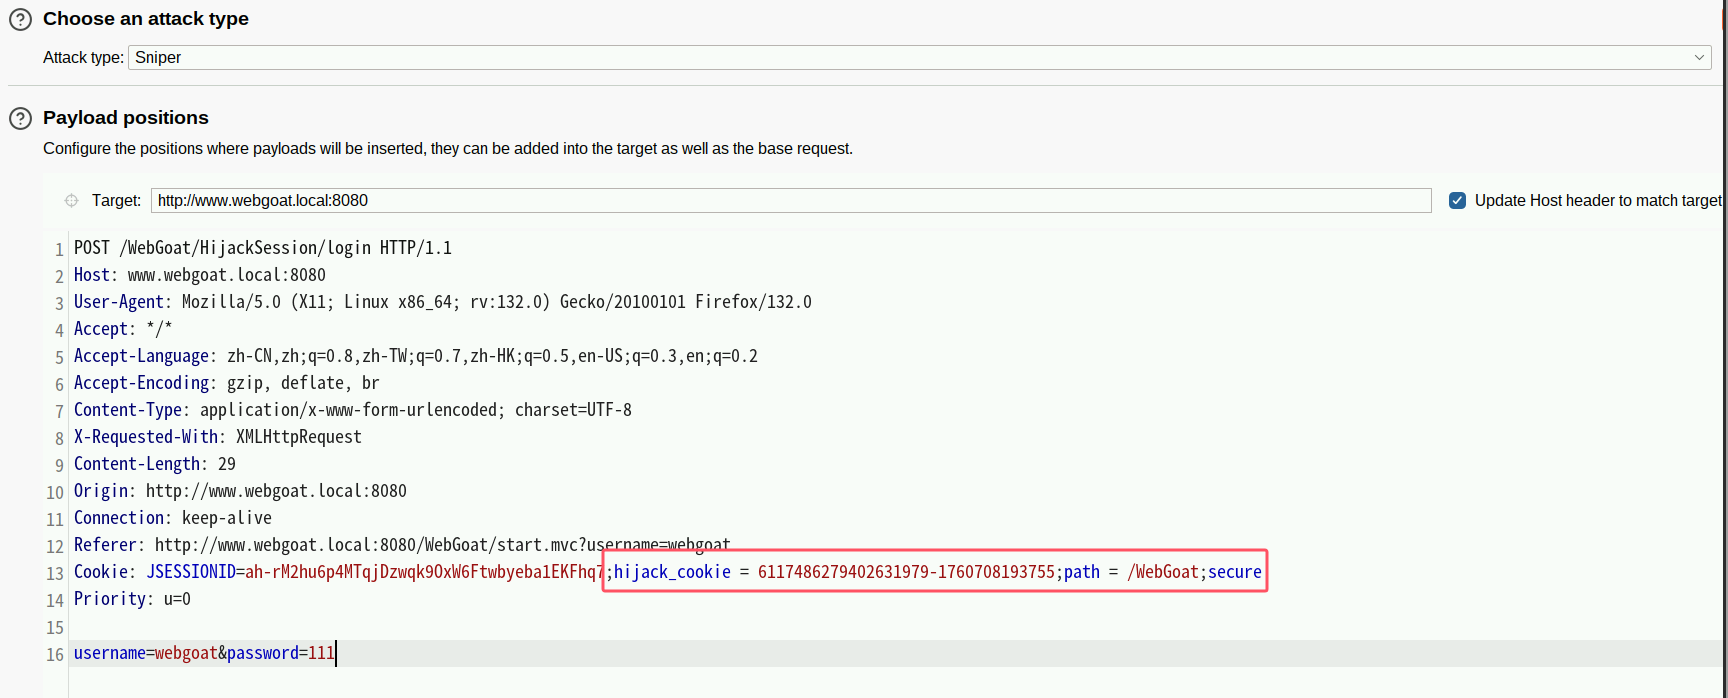 Choose an attack type
Attack type: Sniper
Payload positions
Configure the positions where payloads will be inserted, they can be added into the target as well as the base request.
Target: http://www.webgoat.local:8080 Update Host header to match target
1 POST /WebGoat/HijackSession/login HTTP/1.1
2 Host: www.webgoat.local:8080
3 User-Agent: Mozilla/5.0 (X11; Linux x86_64; rv:132.0) Gecko/20100101 Firefox/132.0
4 Accept: */*
5 Accept-Language: zh-CN,zh;q=0.8,zh-TW;q=0.7,zh-HK;q=0.5,en-US;q=0.3,en;q=0.2
6 Accept-Encoding: gzip, deflate, br
7 Content-Type: application/x-www-form-urlencoded; charset=UTF-8
8 X-Requested-With: XMLHttpRequest
9 Content-Length: 29
10 Origin: http://www.webgoat.local:8080
11 Connection: keep-alive
12 Referer: http://www.webgoat.local:8080/WebGoat/start.mvc?username=webgoat
13 Cookie: JSESSIONID=ah-rM2hu6p4MTqjDzwqk9OxW6Ftwbyeba1EKFhq7;hijack_cookie = 6117486279402631979-1760708193755;path = /WebGoat;secure
14 Priority: u=0
15
16 username=webgoat&password=111